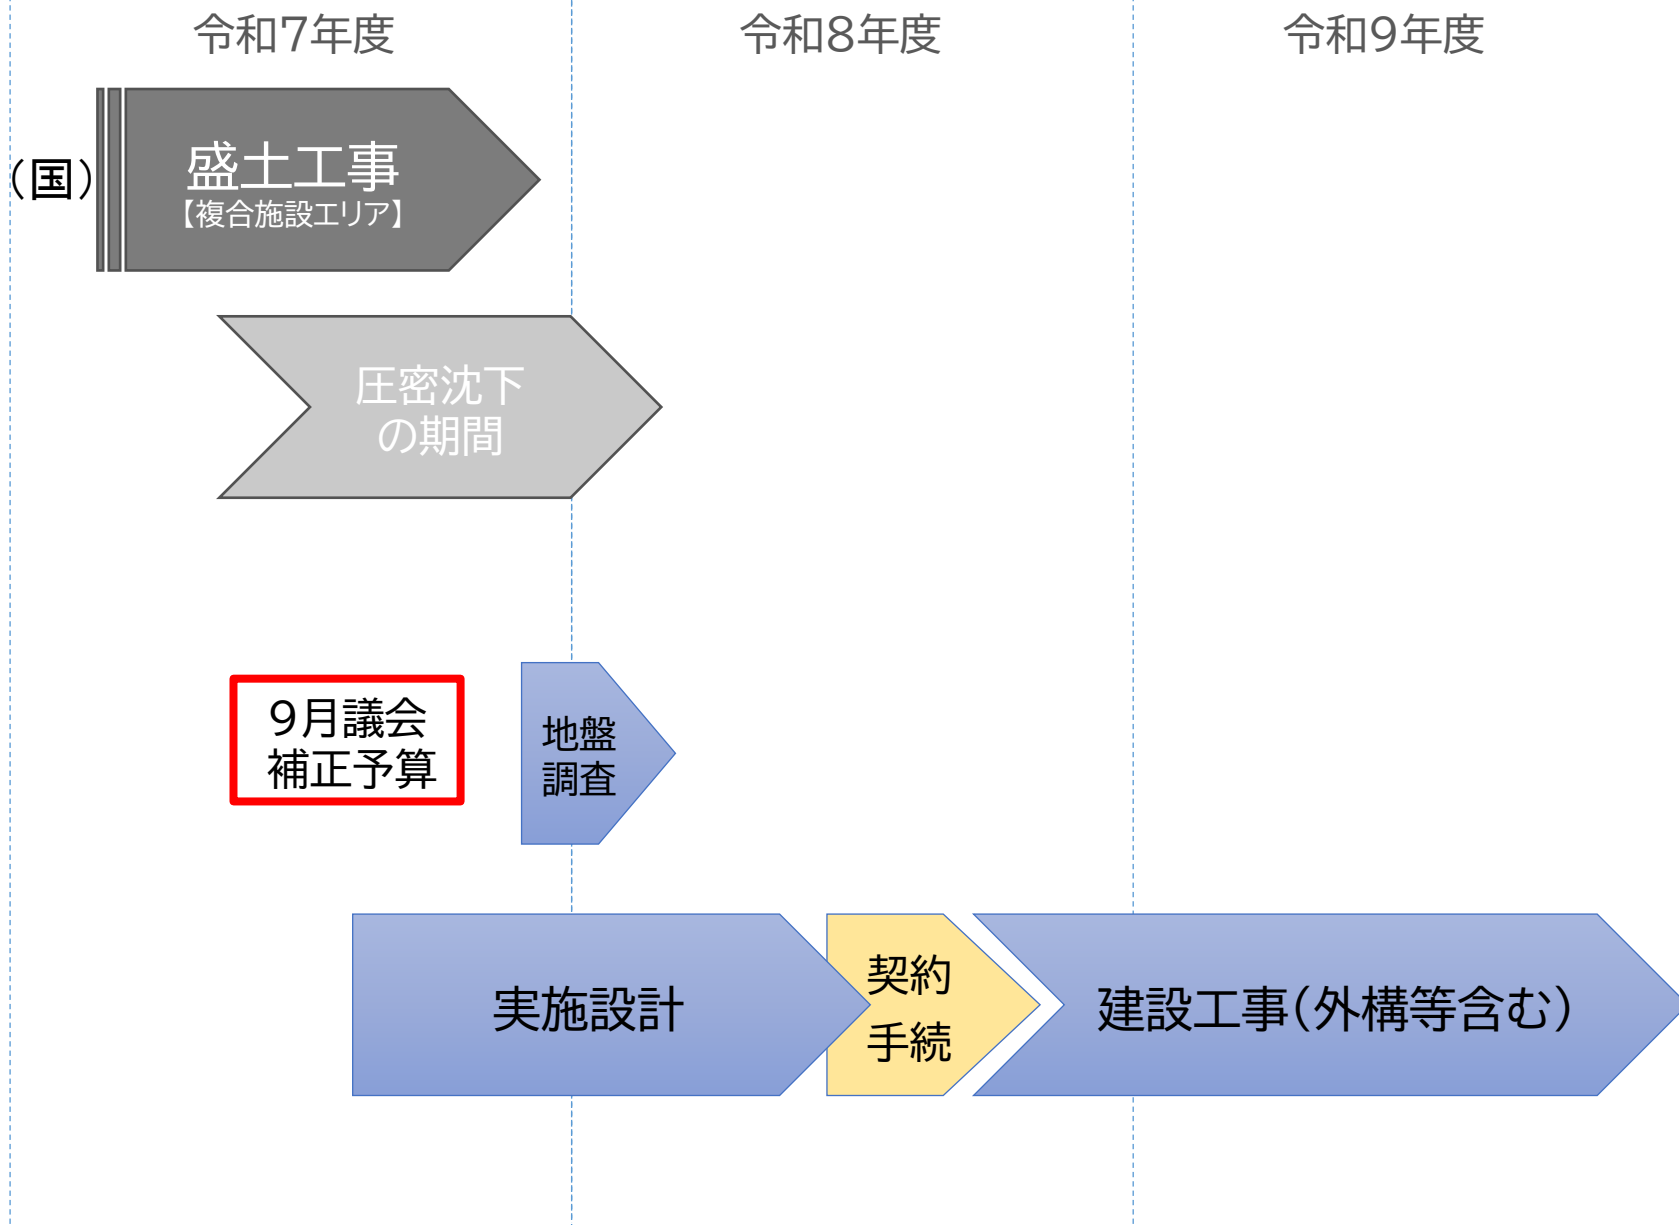 令和7年度
令和8年度
令和9年度
（国）
盛土工事
【複合施設エリア】
圧密沈下
の期間
9月議会
補正予算
地盤
調査
実施設計
契約
手続
建設工事（外構等含む）